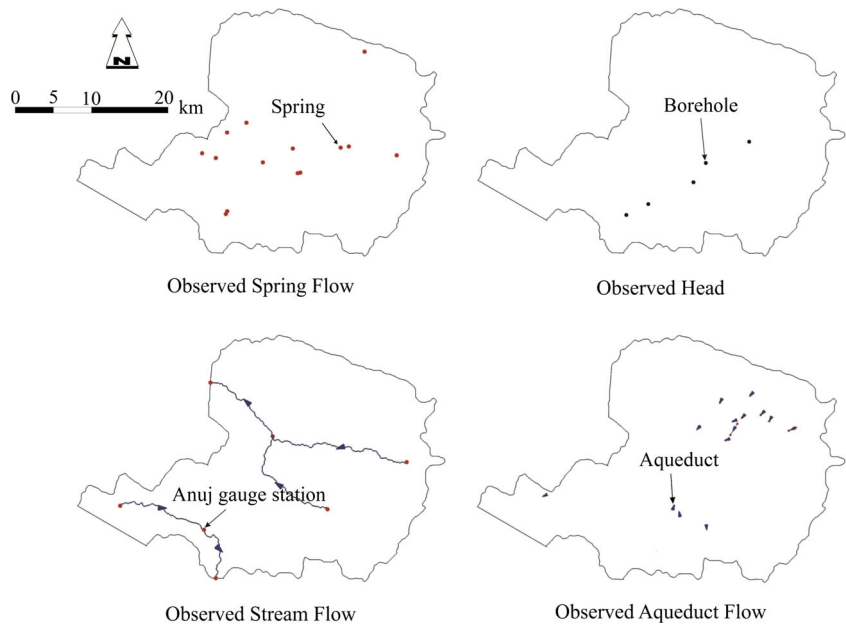 N
0 5 10 20 km
Spring
Borehole
Observed Spring Flow
Observed Head
Anuj gauge station
Aqueduct
Observed Stream Flow
Observed Aqueduct Flow